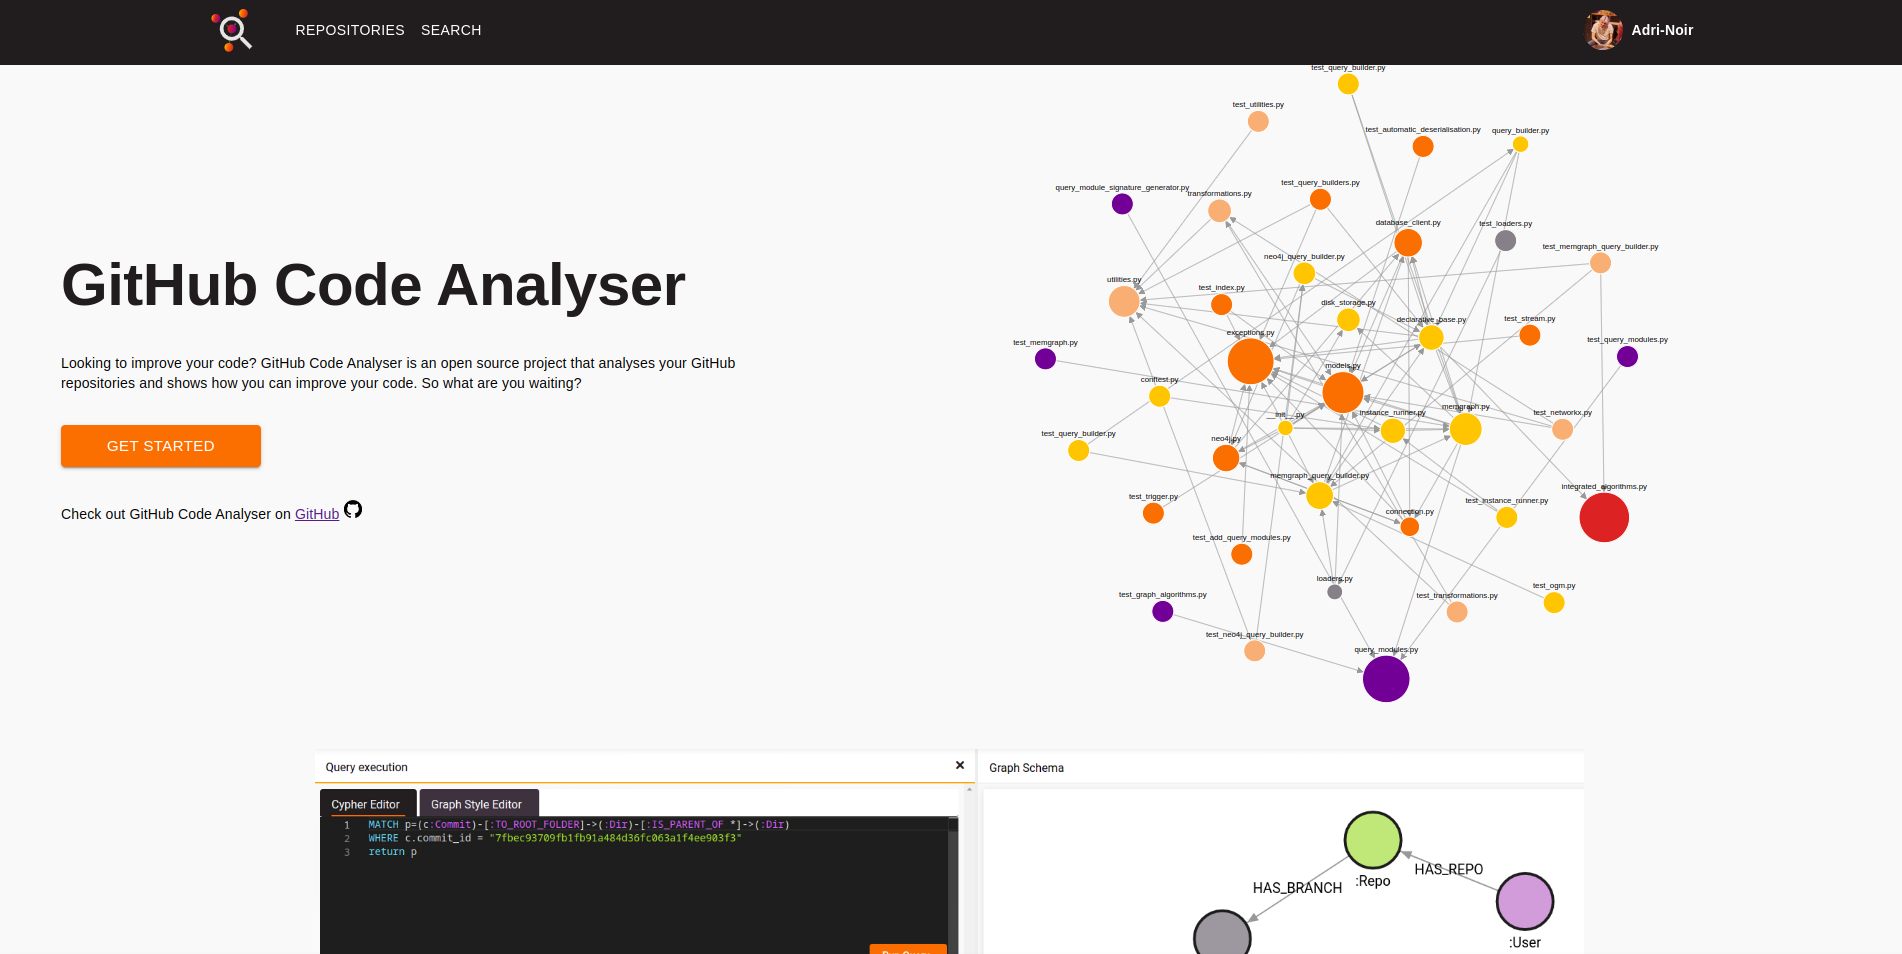 REPOSITORIES SEARCH
Adri-Noir
test_query_builder.py
test_utilities.py
test_automatic_deserialisation.py
query_builder.py
query_module_signature_generator.py
transformations.py
test_query_builders.py
database_client.py
test_loaders.py
test_memgraph_query_builder.py
neo4j_query_builder.py
utilities.py
test_index.py
disk_storage.py
declarative_base.py
test_stream.py
exceptions.py
test_memgraph.py
test_query_modules.py
models.py
conftest.py
__init__.py
instance_runner.py
memgraph.py
test_networkx.py
test_query_builder.py
neo4j.py
memgraph_query_builder.py
integrated_algorithms.py
test_trigger.py
test_instance_runner.py
connection.py
test_add_query_modules.py
loaders.py
test_ogm.py
test_graph_algorithms.py
test_transformations.py
test_neo4j_query_builder.py
query_modules.py
GitHub Code Analyser
Looking to improve your code? GitHub Code Analyser is an open source project that analyses your GitHub
repositories and shows how you can improve your code. So what are you waiting?
GET STARTED
Check out GitHub Code Analyser on GitHub
Query execution
Cypher Editor Graph Style Editor
1 MATCH p=(c:Commit)-[:TO_ROOT_FOLDER]->(:Dir)-[:IS_PARENT_OF *]->(:Dir)
2 WHERE c.commit_id = "7fbec93709fb1fb91a484d36fc063a1f4ee903f3"
3 return p
Graph Schema
HAS_REPO
:Repo
HAS_BRANCH
:User